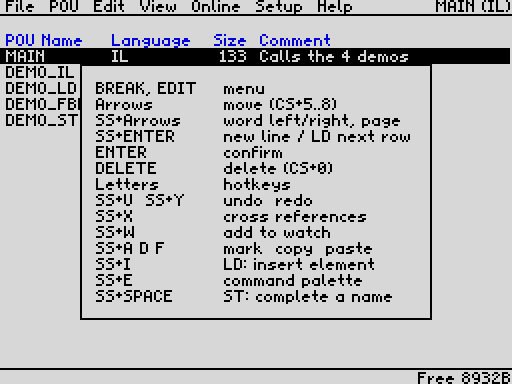 File POU Edit View Online Setup Help MAIN (IL)
POU Name Language Size Comment
MAIN IL 133 Calls the 4 demos
DEMO_IL
DEMO_LD
DEMO_FB
DEMO_ST
BREAK, EDIT menu
Arrows move (CS+5..8)
SS+Arrows word left/right, page
SS+ENTER new line / LD next row
ENTER confirm
DELETE delete (CS+0)
Letters hotkeys
SS+U SS+Y undo redo
SS+X cross references
SS+W add to watch
SS+A D F mark copy paste
SS+I LD: insert element
SS+E command palette
SS+SPACE ST: complete a name
Free 8932B